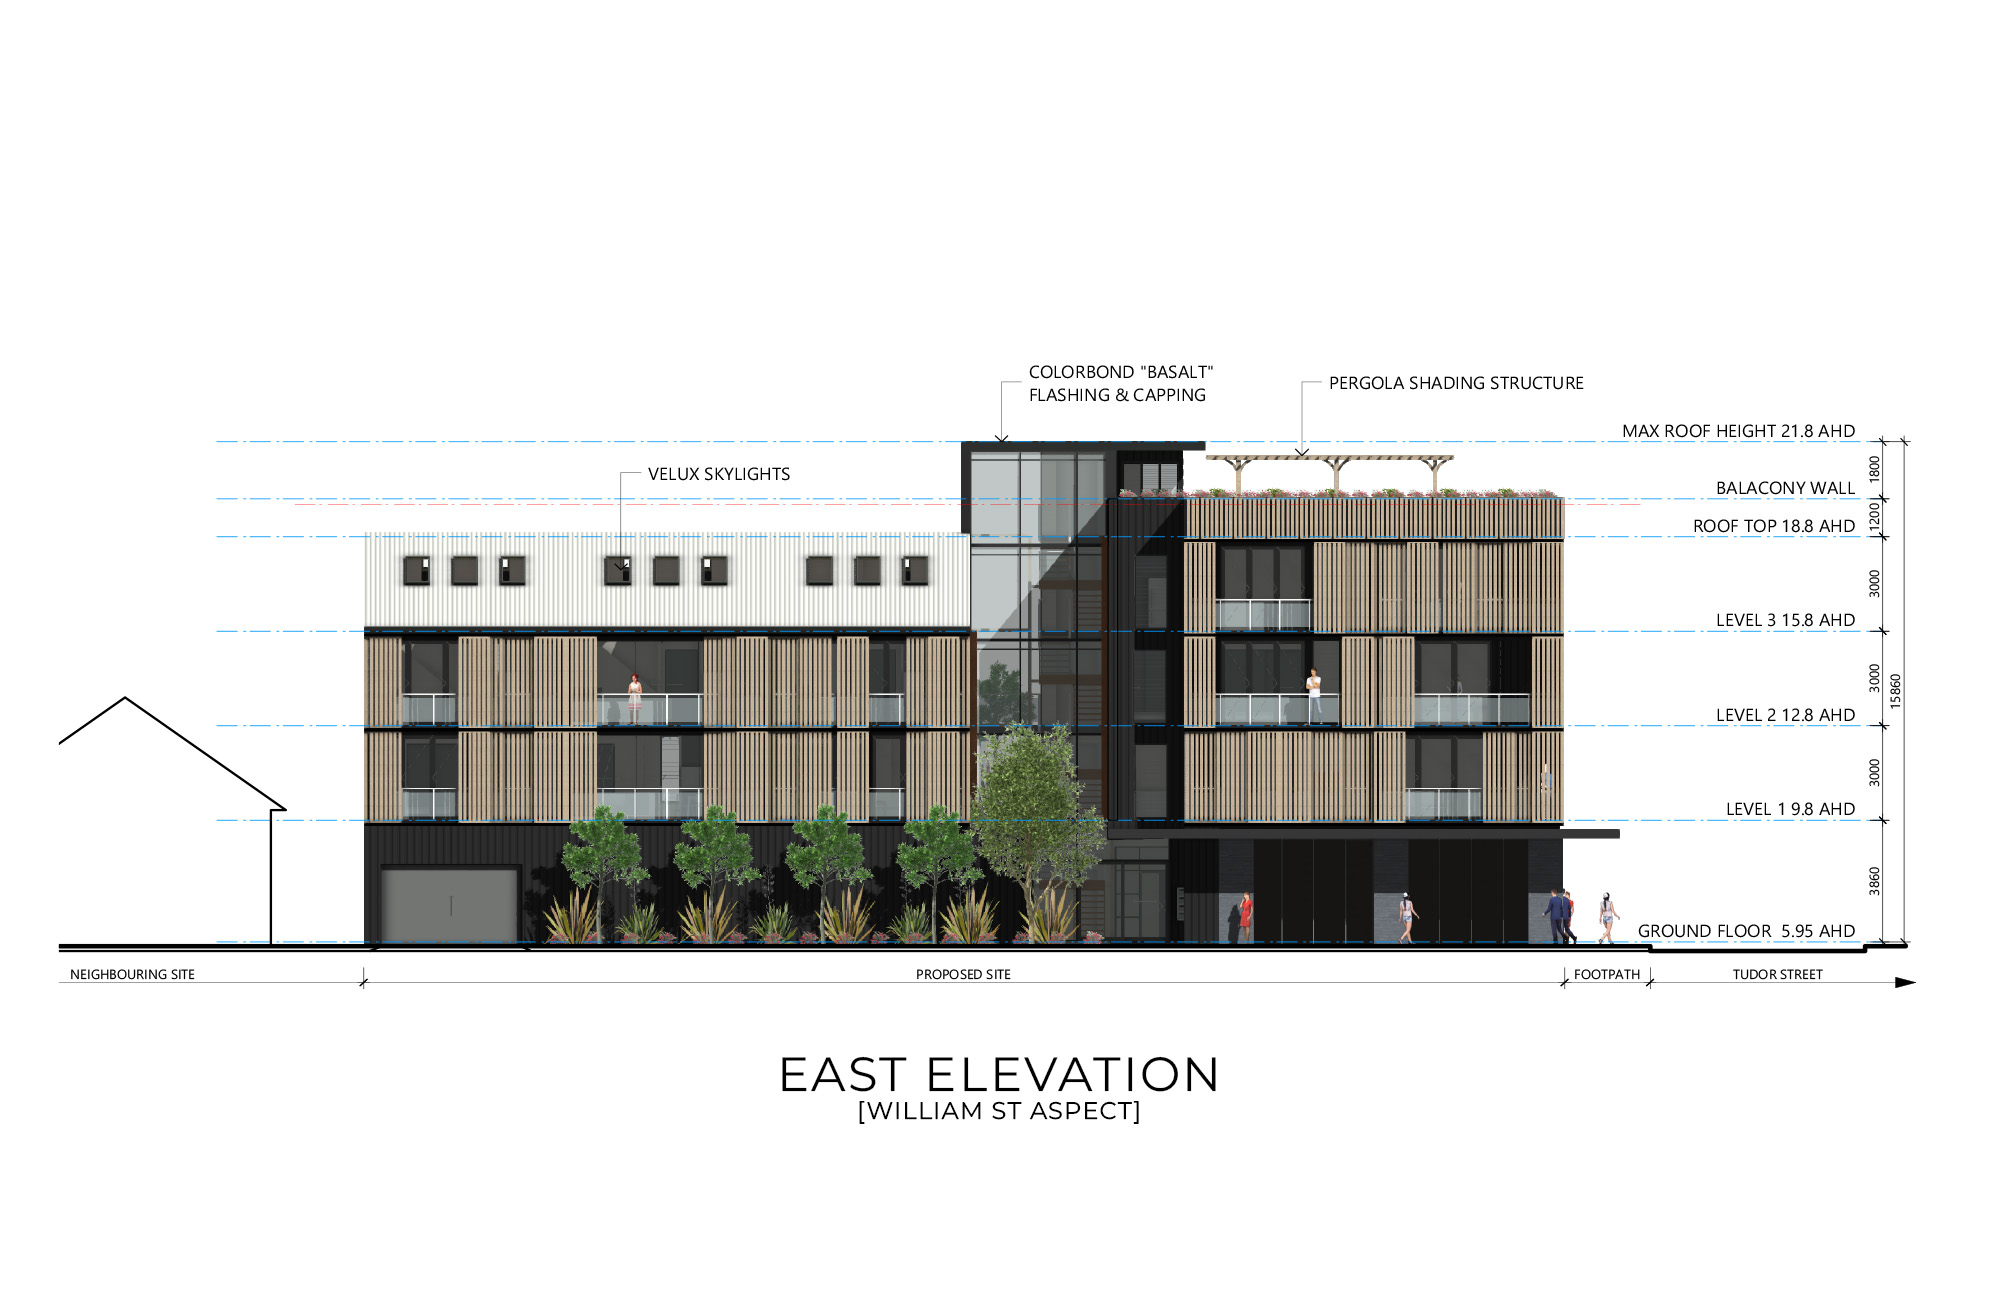 COLORBOND "BASALT"
FLASHING & CAPPING
PERGOLA SHADING STRUCTURE
VELUX SKYLIGHTS
MAX ROOF HEIGHT 21.8 AHD
1800
BALACONY WALL
1200
ROOF TOP 18.8 AHD
3000
LEVEL 3 15.8 AHD
3000
15860
LEVEL 2 12.8 AHD
3000
LEVEL 1 9.8 AHD
3860
GROUND FLOOR 5.95 AHD
NEIGHBOURING SITE
PROPOSED SITE
FOOTPATH
TUDOR STREET
EAST ELEVATION
[WILLIAM ST ASPECT]